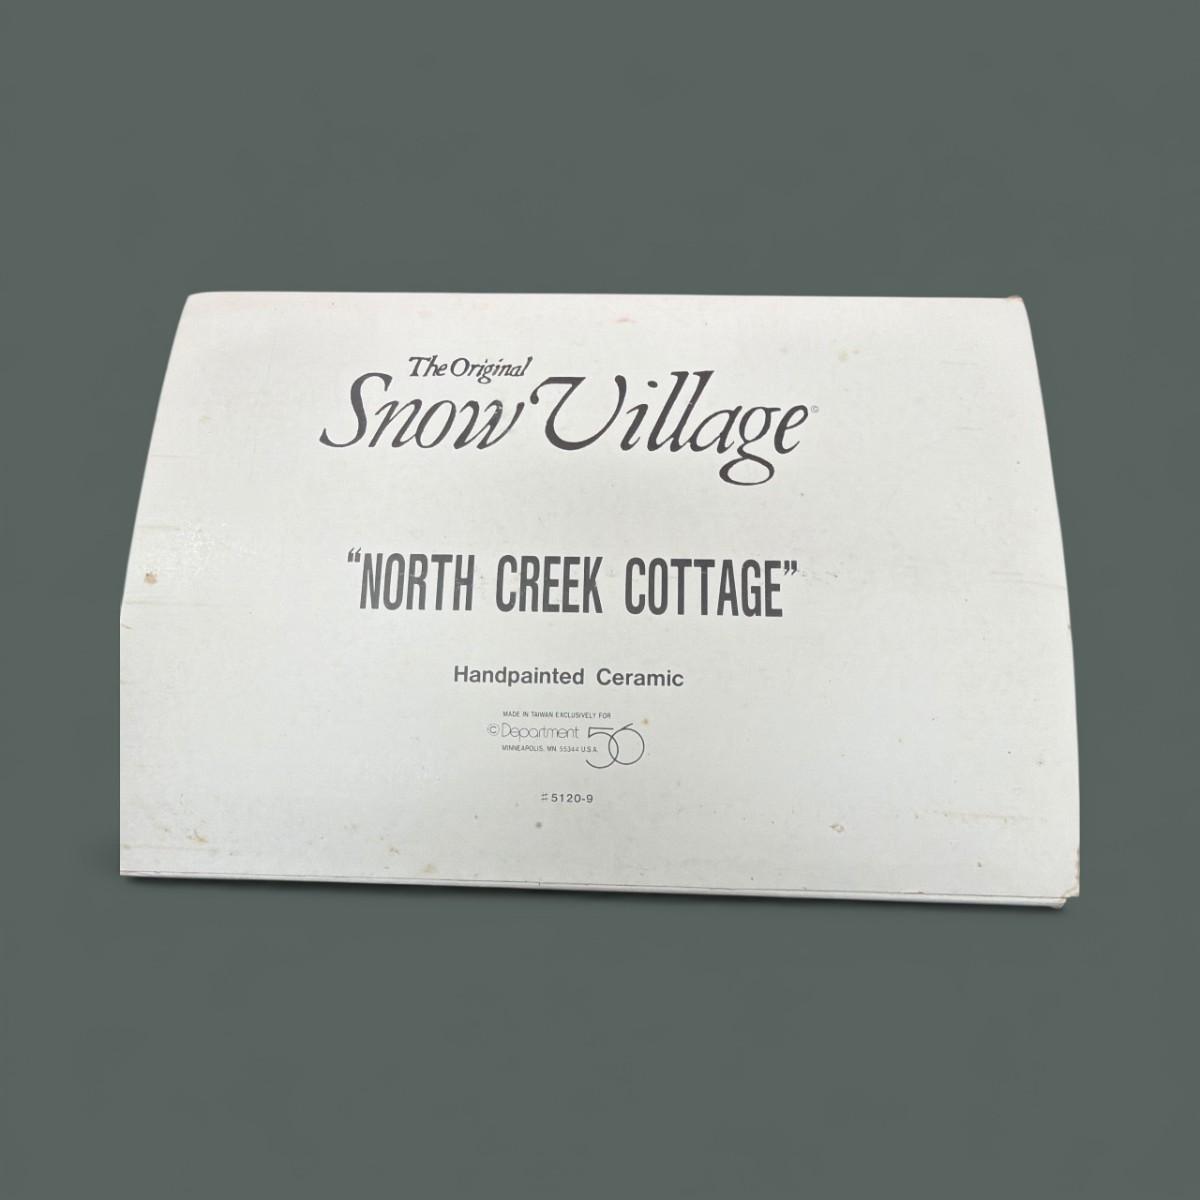 The Original
Snow Village©
“NORTH CREEK COTTAGE”
Handpainted Ceramic
MADE IN TAIWAN EXCLUSIVELY FOR
©Department 56
MINNEAPOLIS, MN 55344 U.S.A.
#5120-9